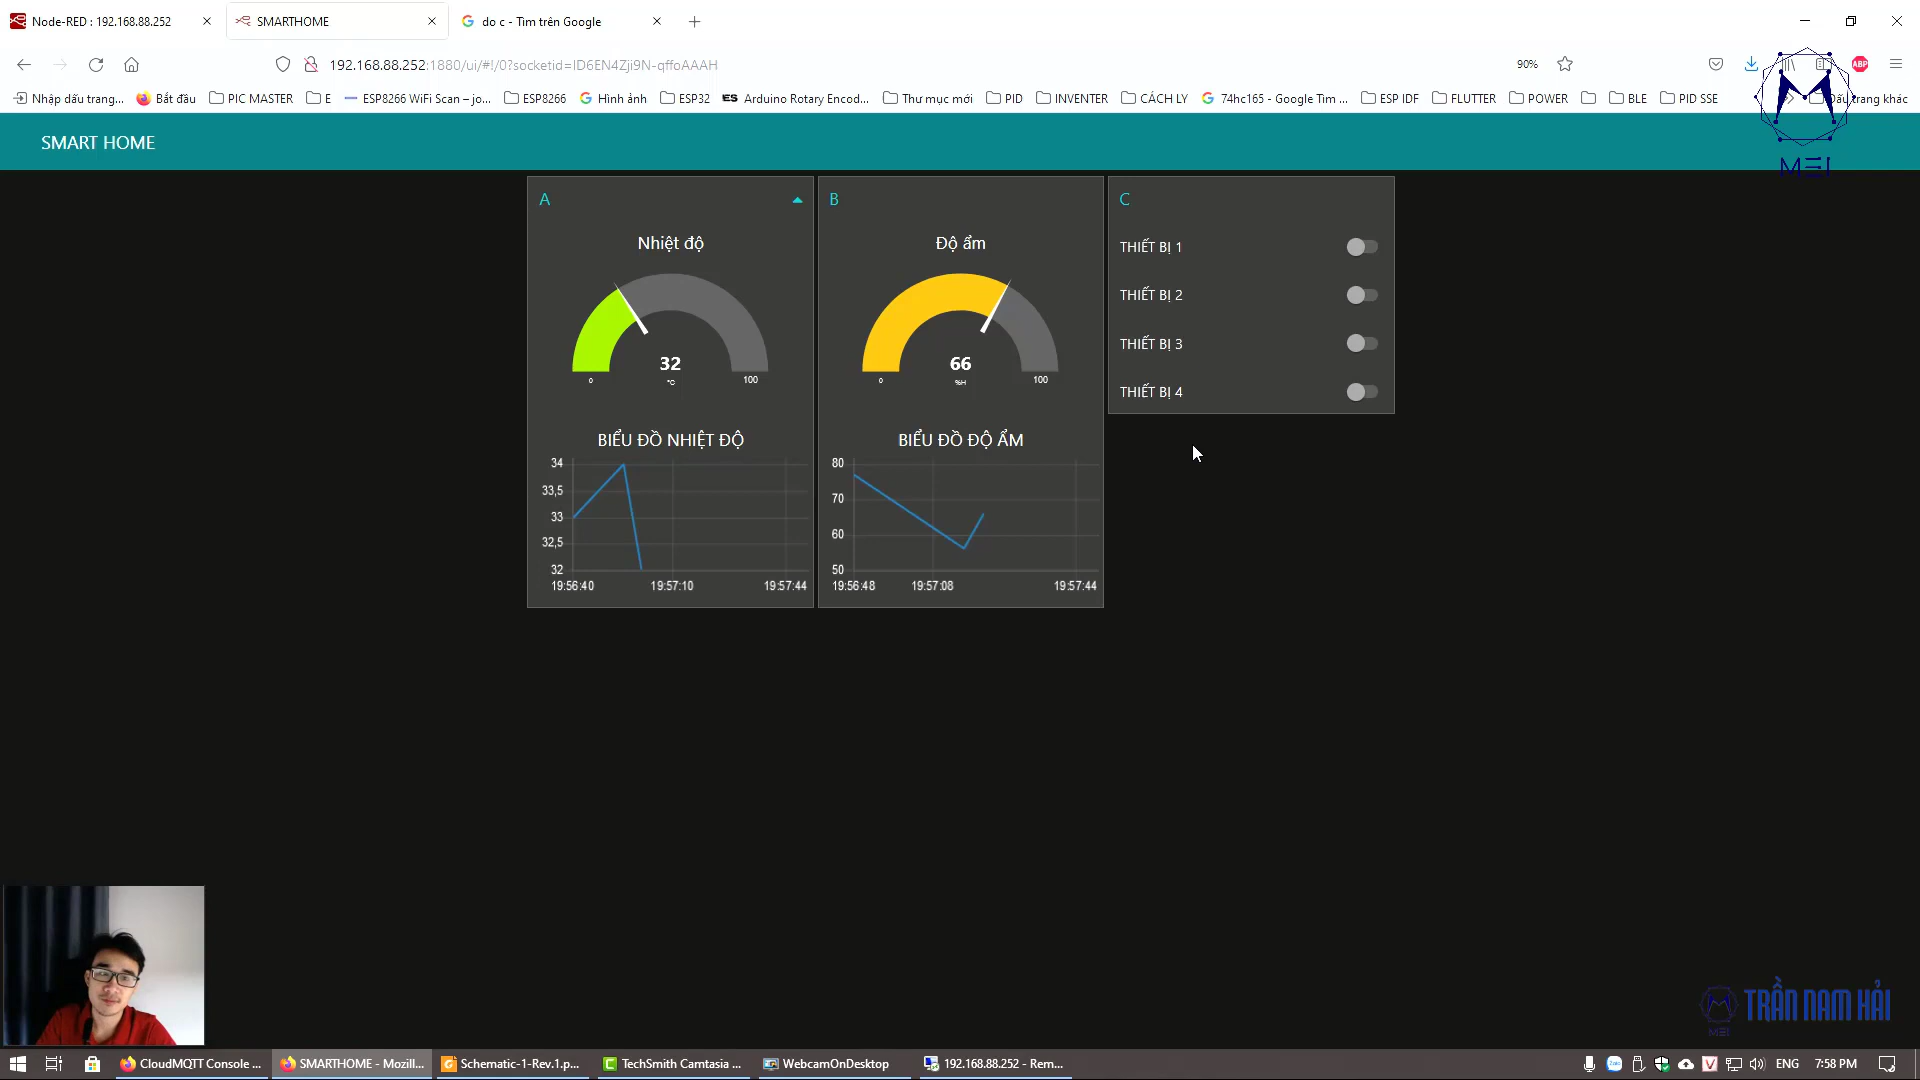 Node-RED : 192.168.88.252
SMARTHOME
do c - Tìm trên Google
192.168.88.252:1880/ui/#!/0?socketid=ID6EN4Zji9N-qffoAAAH
90%
ABP
Nhập dấu trang...
Bắt đầu
PIC MASTER
E
ESP8266 WiFi Scan – jo...
ESP8266
Hình ảnh
ESP32
ES Arduino Rotary Encod...
Thư mục mới
PID
INVENTER
CÁCH LY
74hc165 - Google Tìm ...
ESP IDF
FLUTTER
POWER
BLE
PID SSE
Dấu trang khác
MEI
SMART HOME
A
Nhiệt độ
32
°C
0
100
BIỂU ĐỒ NHIỆT ĐỘ
34
33,5
33
32,5
32
19:56:40
19:57:10
19:57:44
B
Độ ẩm
66
%H
0
100
BIỂU ĐỒ ĐỘ ẨM
80
70
60
50
19:56:48
19:57:08
19:57:44
C
THIẾT BỊ 1
THIẾT BỊ 2
THIẾT BỊ 3
THIẾT BỊ 4
TRẦN NAM HẢI
MEI
CloudMQTT Console ...
SMARTHOME - Mozill...
Schematic-1-Rev.1.p...
TechSmith Camtasia ...
WebcamOnDesktop
192.168.88.252 - Rem...
Zalo
V
ENG
7:58 PM